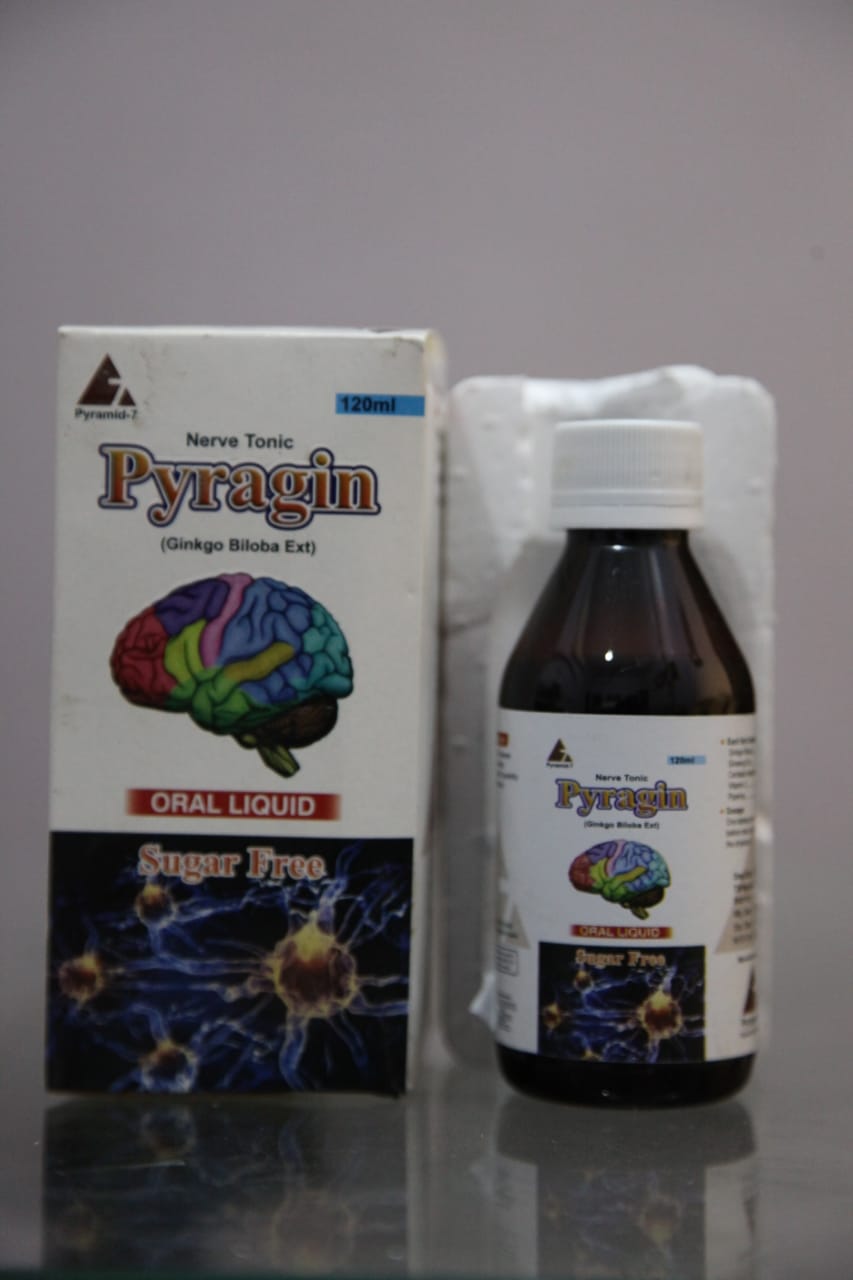 Pyramid-7
120ml
Nerve Tonic
Pyragin
(Ginkgo Biloba Ext)
ORAL LIQUID
Sugar Free
Pyramid-7
120ml
Nerve Tonic
Pyragin
(Ginkgo Biloba Ext)
ORAL LIQUID
Sugar Free